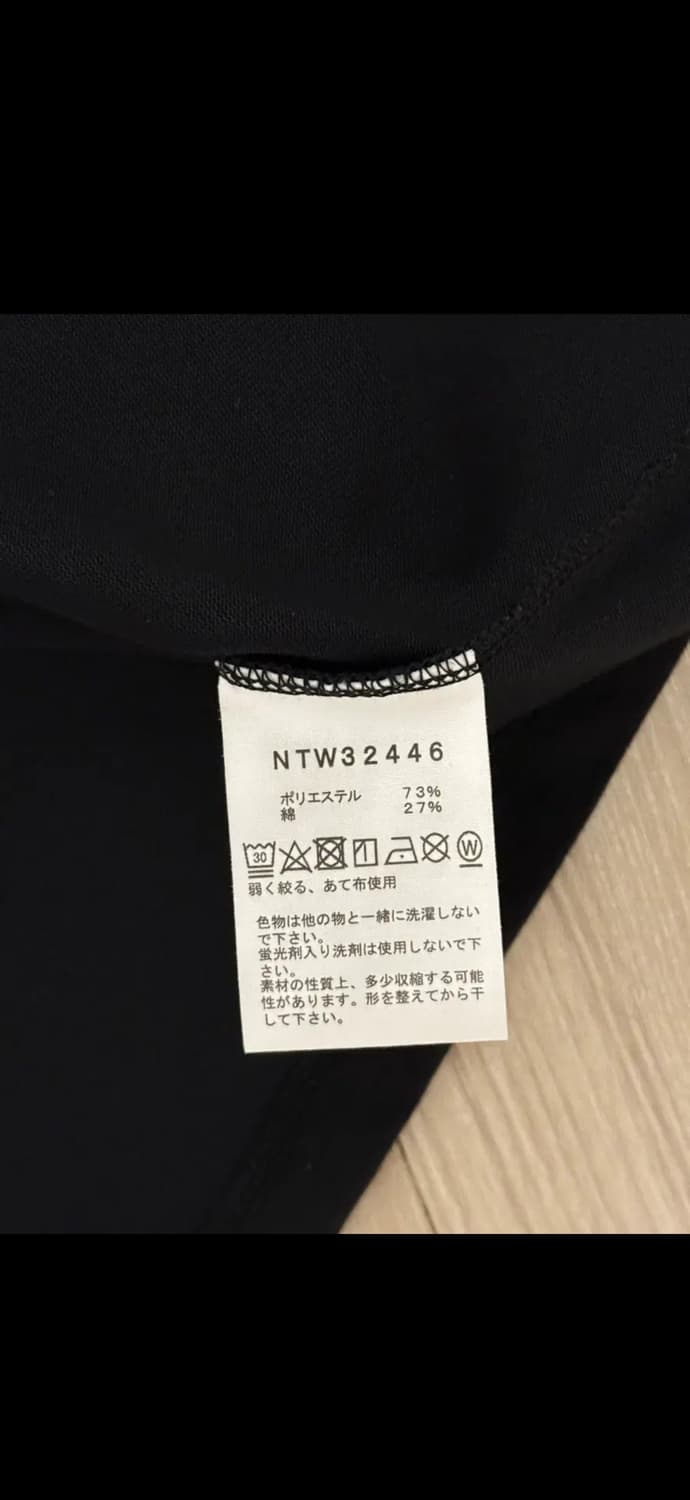 NTW32446
ポリエステル 73%
綿 27%
30 W
弱く絞る、あて布使用
色物は他の物と一緒に洗濯しない
で下さい。
蛍光剤入り洗剤は使用しないで下
さい。
素材の性質上、多少収縮する可能
性があります。形を整えてから干
して下さい。